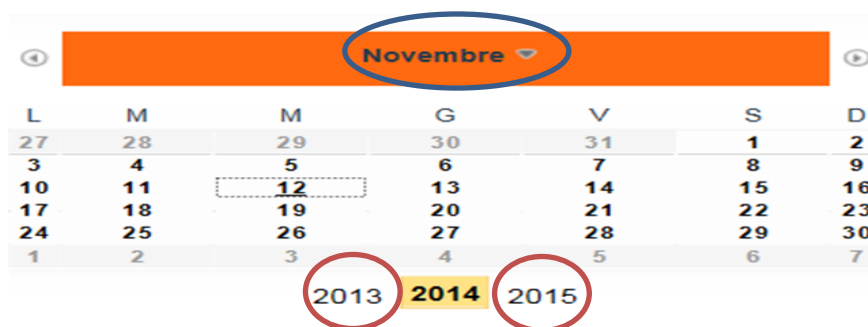 Novembre
L M M G V S D
27 28 29 30 31 1 2
3 4 5 6 7 8 9
10 11 12 13 14 15 16
17 18 19 20 21 22 23
24 25 26 27 28 29 30
1 2 3 4 5 6 7
2013 2014 2015